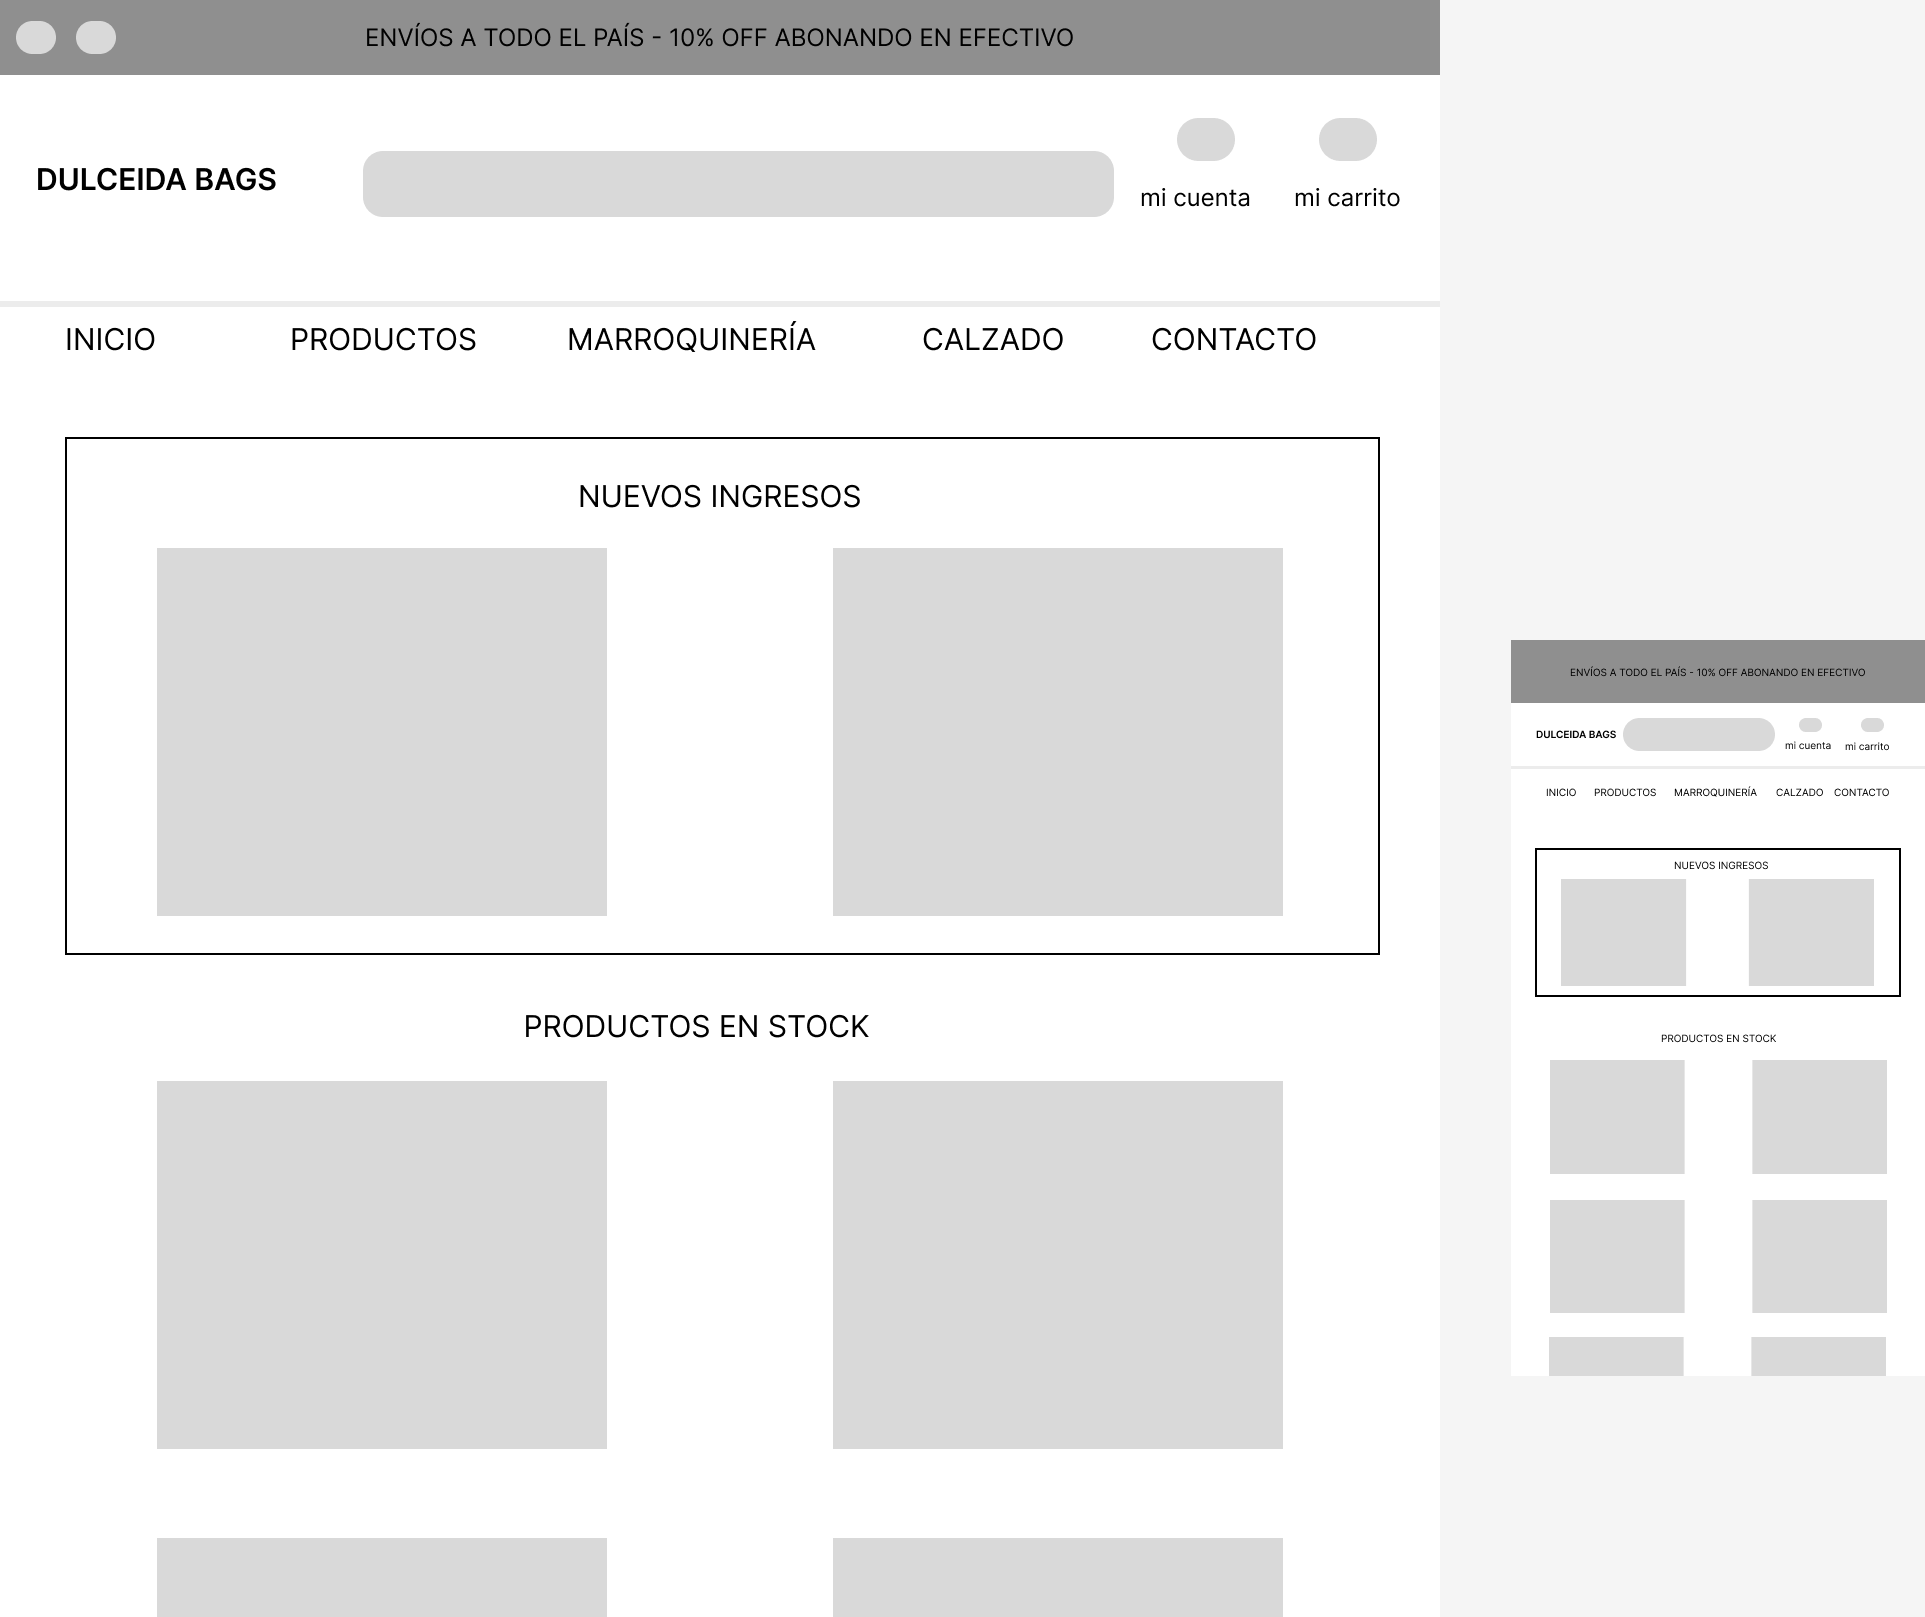 ENVÍOS A TODO EL PAÍS - 10% OFF ABONANDO EN EFECTIVO
DULCEIDA BAGS
mi cuenta
mi carrito
INICIO
PRODUCTOS
MARROQUINERÍA
CALZADO
CONTACTO
NUEVOS INGRESOS
PRODUCTOS EN STOCK
ENVÍOS A TODO EL PAÍS - 10% OFF ABONANDO EN EFECTIVO
DULCEIDA BAGS
mi cuenta
mi carrito
INICIO
PRODUCTOS
MARROQUINERÍA
CALZADO
CONTACTO
NUEVOS INGRESOS
PRODUCTOS EN STOCK